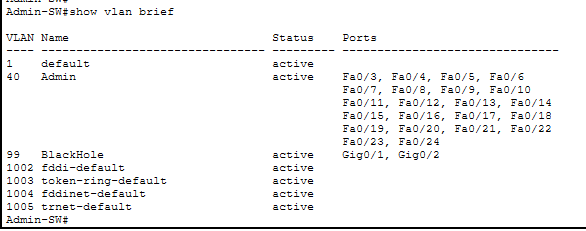 Admin-SW#show vlan brief
VLAN Name                             Status    Ports
---- -------------------------------- --------- -------------------------------
1    default                          active
40   Admin                            active    Fa0/3, Fa0/4, Fa0/5, Fa0/6
                                                Fa0/7, Fa0/8, Fa0/9, Fa0/10
                                                Fa0/11, Fa0/12, Fa0/13, Fa0/14
                                                Fa0/15, Fa0/16, Fa0/17, Fa0/18
                                                Fa0/19, Fa0/20, Fa0/21, Fa0/22
                                                Fa0/23, Fa0/24
99   BlackHole                        active    Gig0/1, Gig0/2
1002 fddi-default                     active
1003 token-ring-default               active
1004 fddinet-default                  active
1005 trnet-default                    active
Admin-SW#